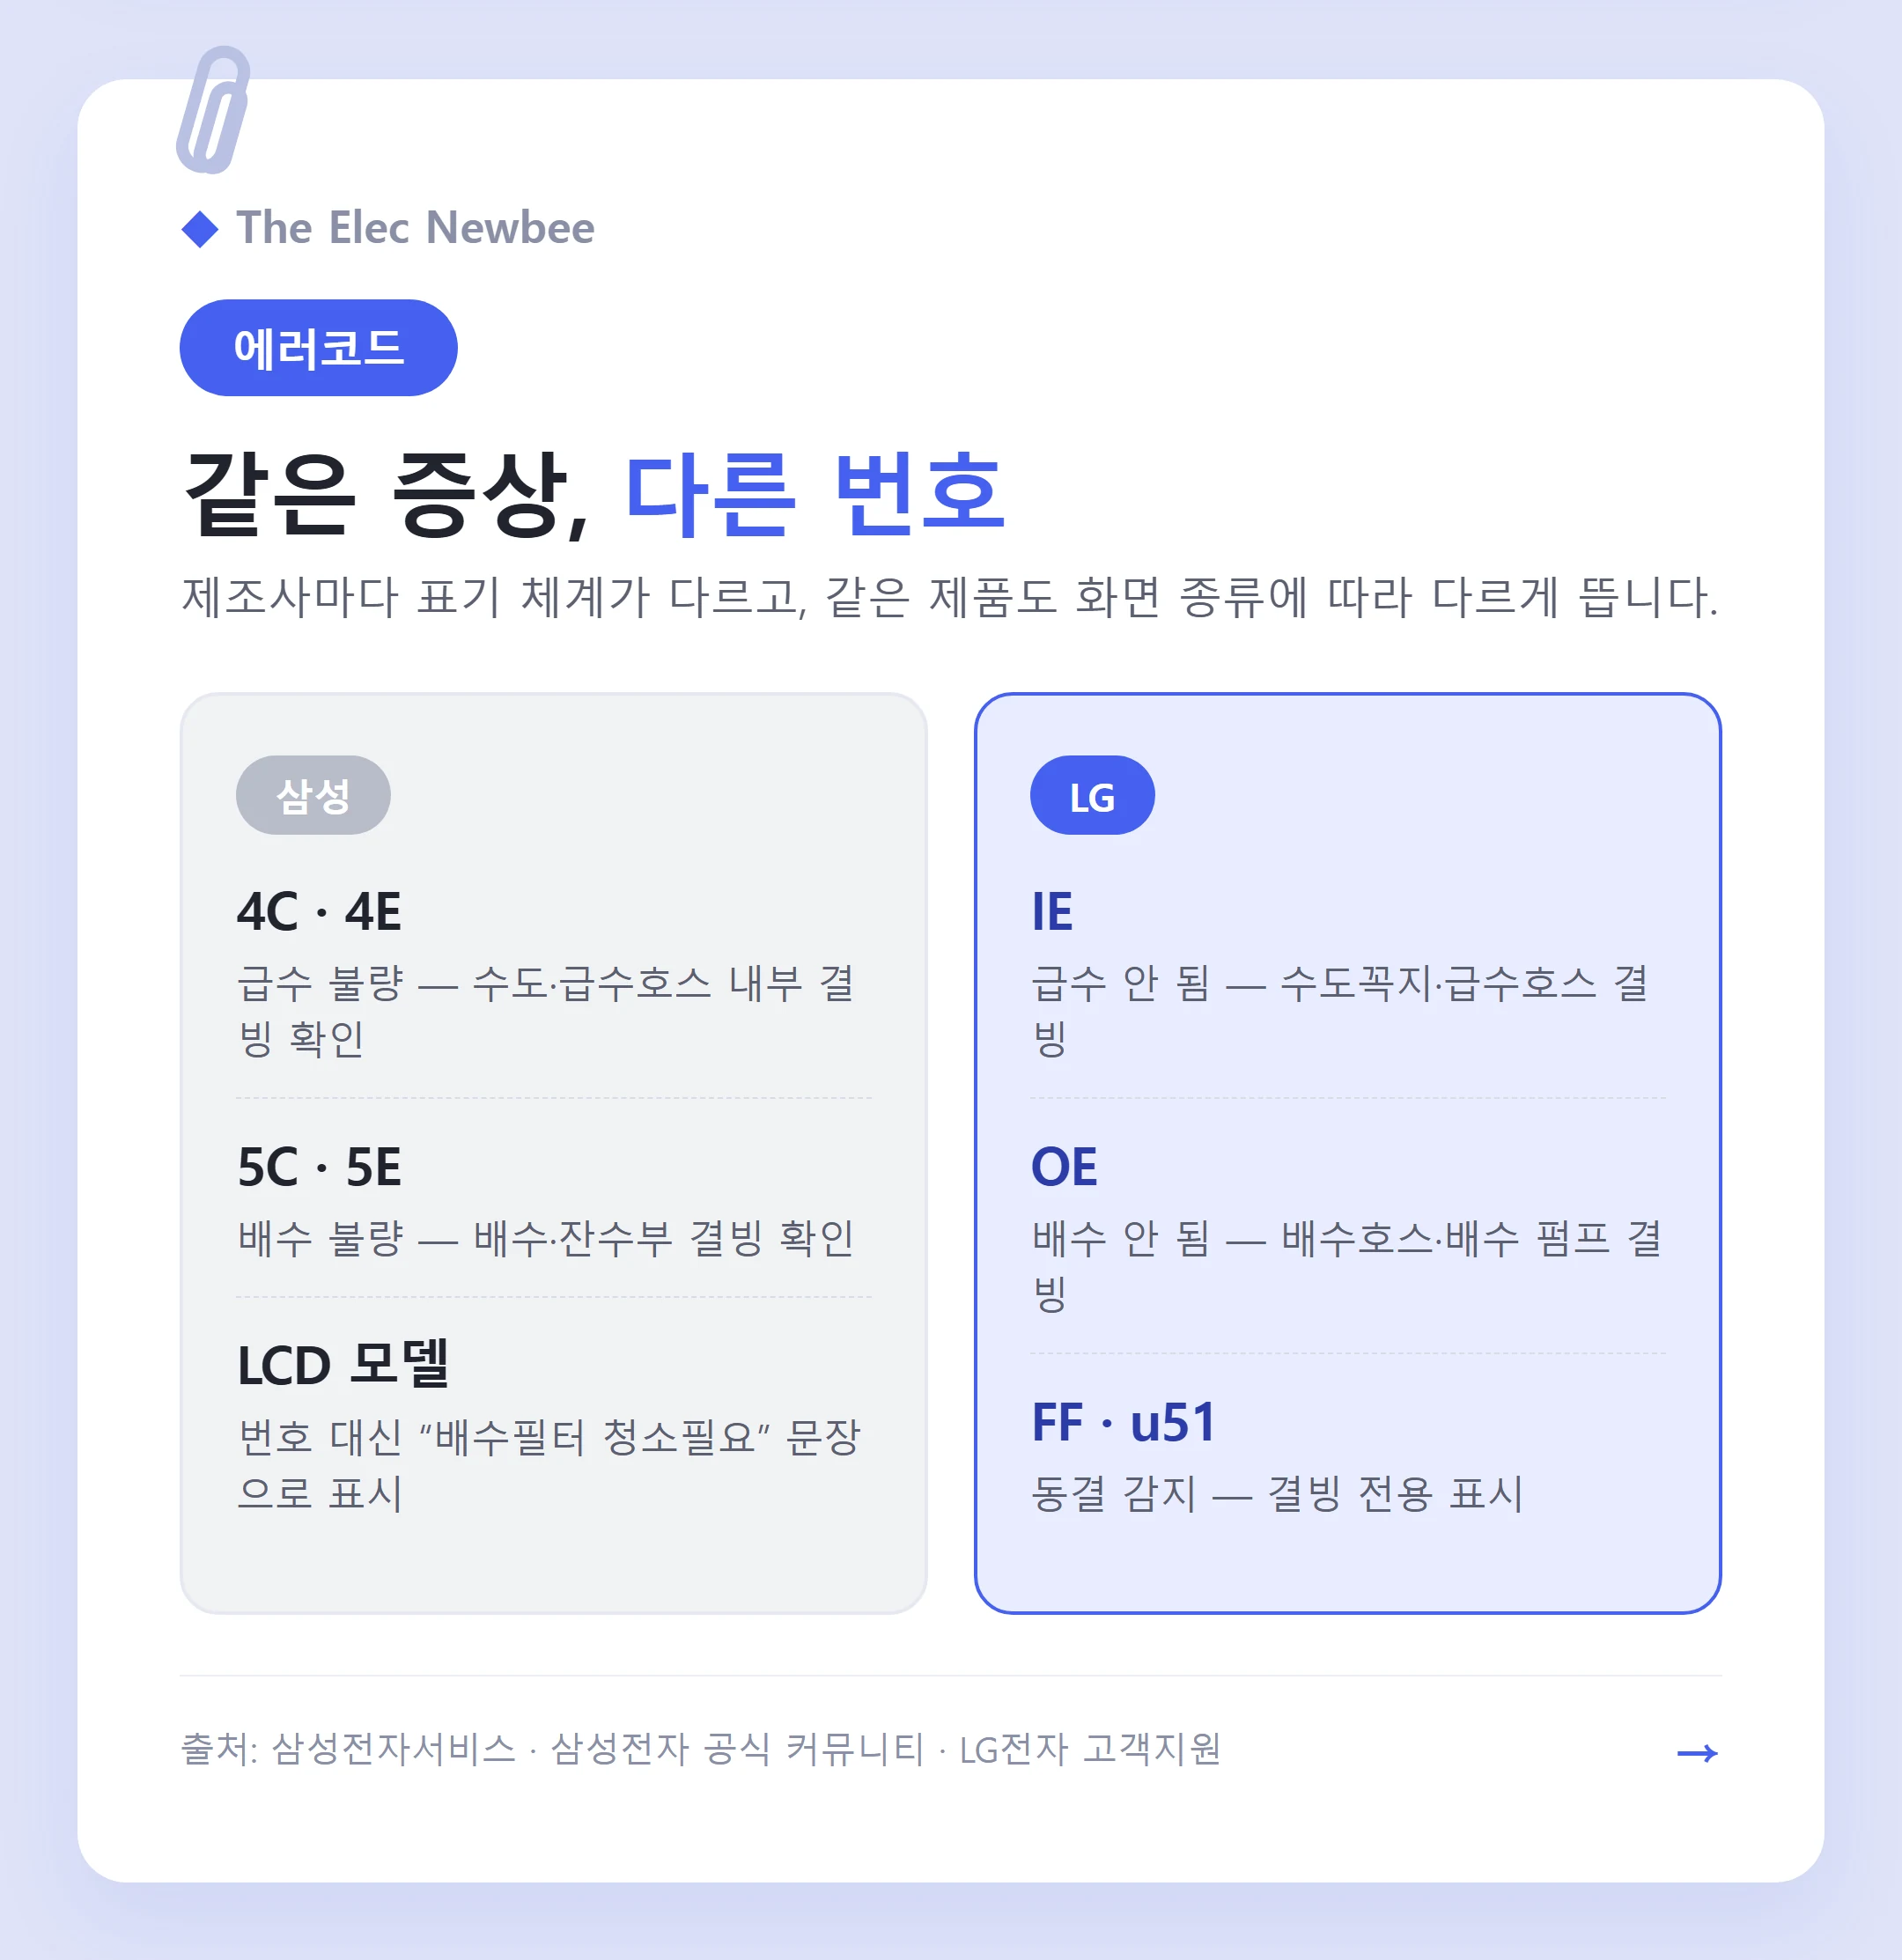 The Elec Newbee
에러코드
같은 증상, 다른 번호
제조사마다 표기 체계가 다르고, 같은 제품도 화면 종류에 따라 다르게 뜹니다.
삼성
4C · 4E
급수 불량 — 수도·급수호스 내부 결
빙 확인
5C · 5E
배수 불량 — 배수·잔수부 결빙 확인
LCD 모델
번호 대신 “배수필터 청소필요” 문장
으로 표시
LG
IE
급수 안 됨 — 수도꼭지·급수호스 결
빙
OE
배수 안 됨 — 배수호스·배수 펌프 결
빙
FF · u51
동결 감지 — 결빙 전용 표시
출처: 삼성전자서비스 · 삼성전자 공식 커뮤니티 · LG전자 고객지원 →